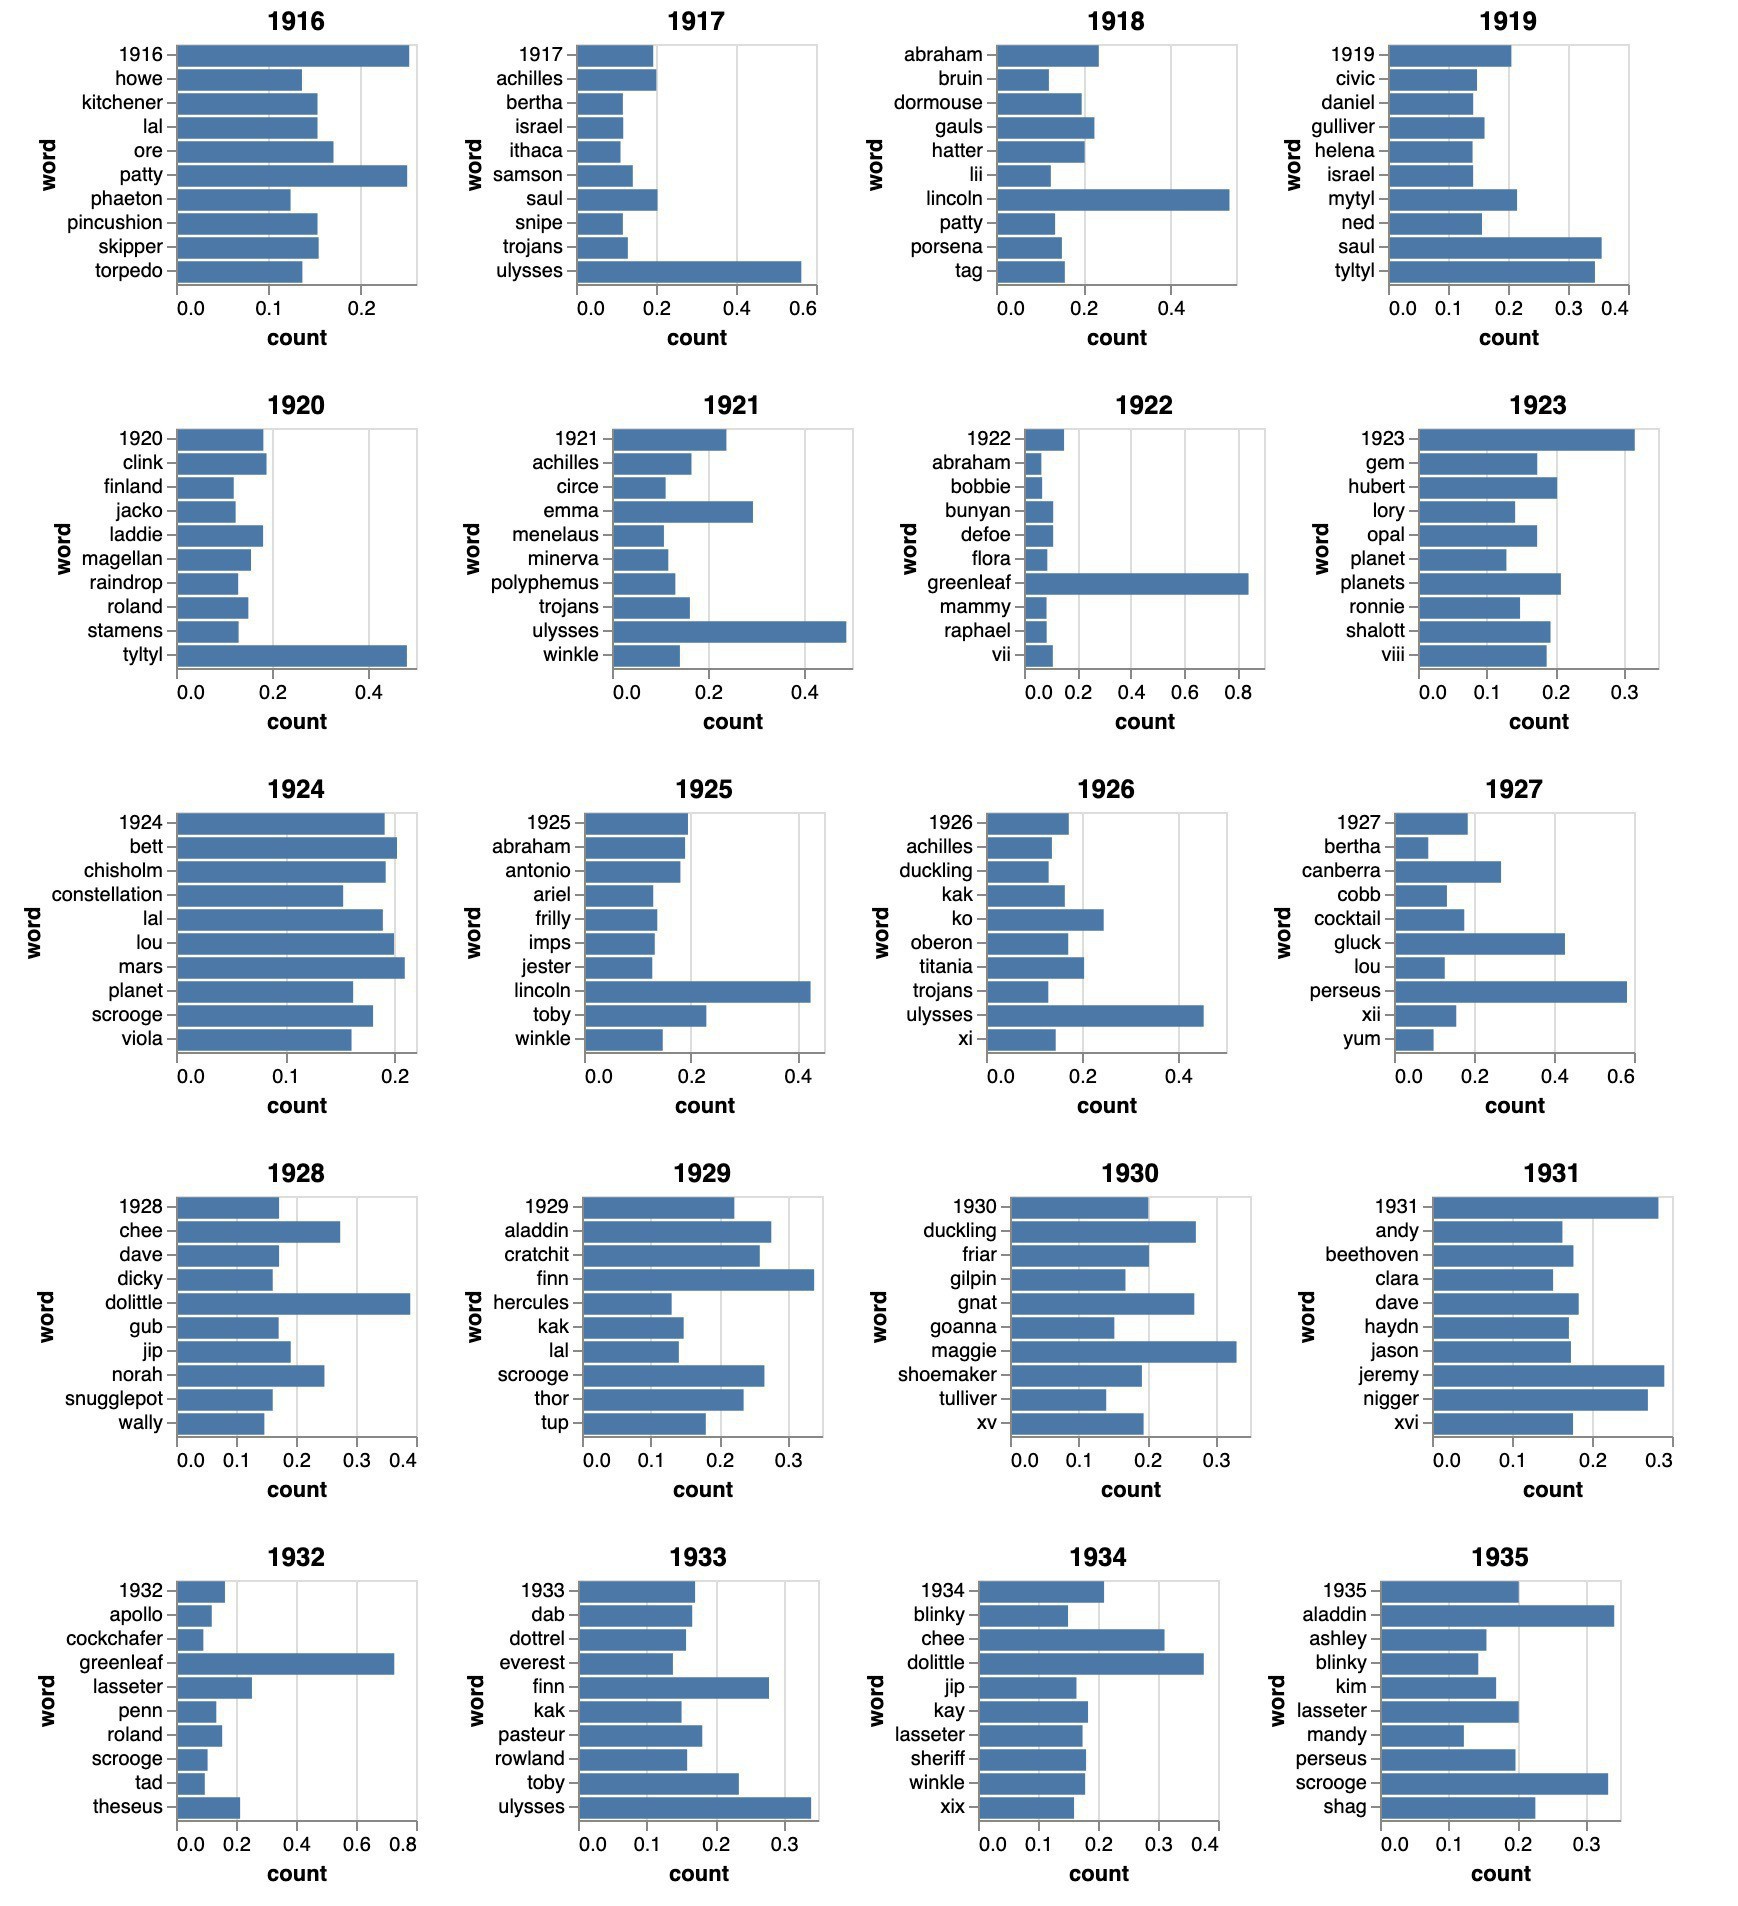 1916
1916
howe
kitchener
lal
ore
patty
phaeton
pincushion
skipper
torpedo
word
0.0 0.1 0.2
count
1917
1917
achilles
bertha
israel
ithaca
samson
saul
snipe
trojans
ulysses
word
0.0 0.2 0.4 0.6
count
1918
abraham
bruin
dormouse
gauls
hatter
lii
lincoln
patty
porsena
tag
word
0.0 0.2 0.4
count
1919
1919
civic
daniel
gulliver
helena
israel
mytyl
ned
saul
tyltyl
word
0.0 0.1 0.2 0.3 0.4
count
1920
1920
clink
finland
jacko
laddie
magellan
raindrop
roland
stamens
tyltyl
word
0.0 0.2 0.4
count
1921
1921
achilles
circe
emma
menelaus
minerva
polyphemus
trojans
ulysses
winkle
word
0.0 0.2 0.4
count
1922
1922
abraham
bobbie
bunyan
defoe
flora
greenleaf
mammy
raphael
vii
word
0.0 0.2 0.4 0.6 0.8
count
1923
1923
gem
hubert
lory
opal
planet
planets
ronnie
shalott
viii
word
0.0 0.1 0.2 0.3
count
1924
1924
bett
chisholm
constellation
lal
lou
mars
planet
scrooge
viola
word
0.0 0.1 0.2
count
1925
1925
abraham
antonio
ariel
frilly
imps
jester
lincoln
toby
winkle
word
0.0 0.2 0.4
count
1926
1926
achilles
duckling
kak
ko
oberon
titania
trojans
ulysses
xi
word
0.0 0.2 0.4
count
1927
1927
bertha
canberra
cobb
cocktail
gluck
lou
perseus
xii
yum
word
0.0 0.2 0.4 0.6
count
1928
1928
chee
dave
dicky
dolittle
gub
jip
norah
snugglepot
wally
word
0.0 0.1 0.2 0.3 0.4
count
1929
1929
aladdin
cratchit
finn
hercules
kak
lal
scrooge
thor
tup
word
0.0 0.1 0.2 0.3
count
1930
1930
duckling
friar
gilpin
gnat
goanna
maggie
shoemaker
tulliver
xv
word
0.0 0.1 0.2 0.3
count
1931
1931
andy
beethoven
clara
dave
haydn
jason
jeremy
nigger
xvi
word
0.0 0.1 0.2 0.3
count
1932
1932
apollo
cockchafer
greenleaf
lasseter
penn
roland
scrooge
tad
theseus
word
0.0 0.2 0.4 0.6 0.8
count
1933
1933
dab
dottrel
everest
finn
kak
pasteur
rowland
toby
ulysses
word
0.0 0.1 0.2 0.3
count
1934
1934
blinky
chee
dolittle
jip
kay
lasseter
sheriff
winkle
xix
word
0.0 0.1 0.2 0.3 0.4
count
1935
1935
aladdin
ashley
blinky
kim
lasseter
mandy
perseus
scrooge
shag
word
0.0 0.1 0.2 0.3
count